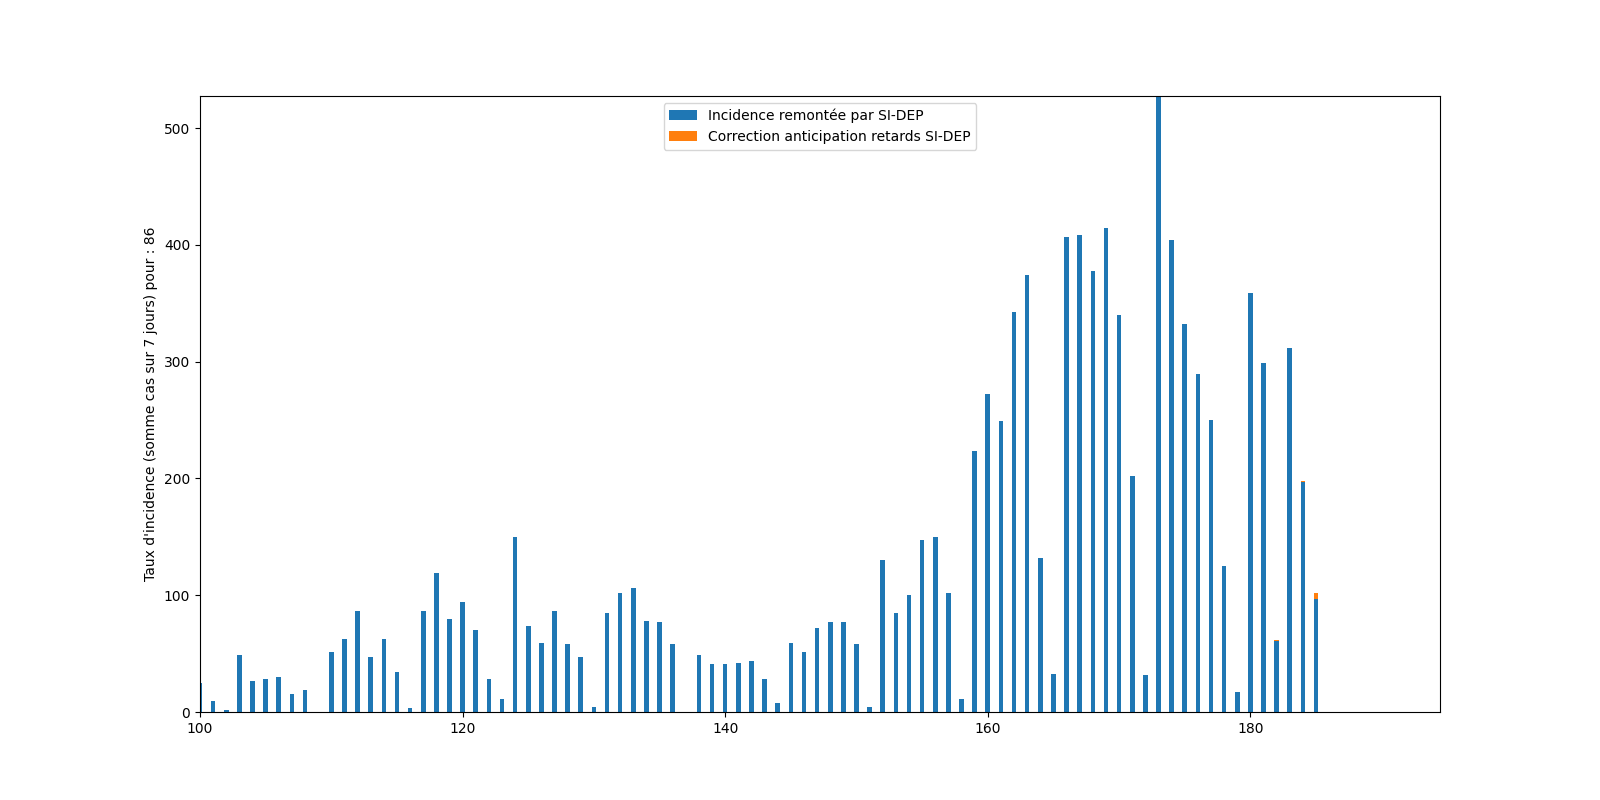 Incidence remontée par SI-DEP
Correction anticipation retards SI-DEP
Taux d'incidence (somme cas sur 7 jours) pour : 86
500
400
300
200
100
0
100 120 140 160 180